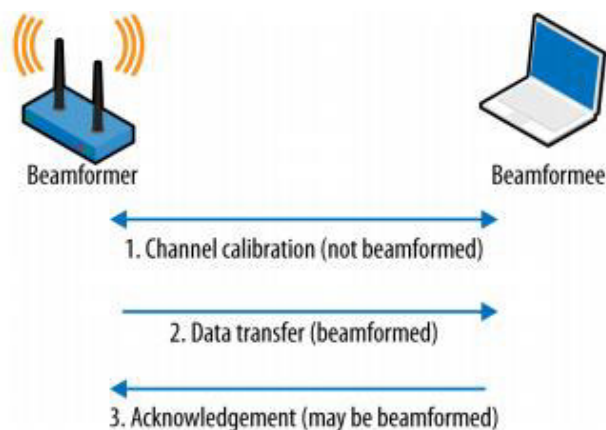 Beamformer
Beamformee
1. Channel calibration (not beamformed)
2. Data transfer (beamformed)
3. Acknowledgement (may be beamformed)